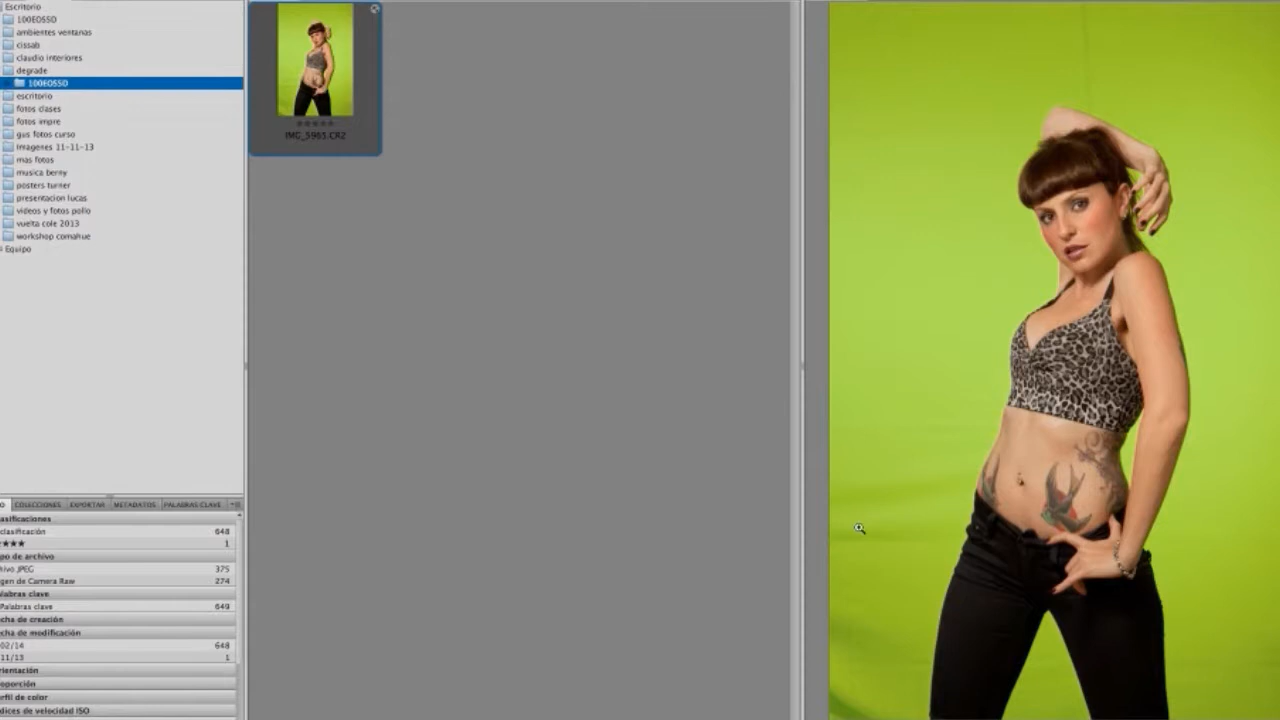 Escritorio
100EOS5D
ambientes ventanas
cissab
claudio interiores
degrade
100EOS5D
escritorio
fotos clases
fotos impre
gus fotos curso
Imagenes 11-11-13
mas fotos
musica berny
posters turner
presentacion lucas
videos y fotos pollo
vuelta cole 2013
workshop comahue
Equipo
IMG_5965.CR2
O COLECCIONES EXPORTAR METADATOS PALABRAS CLAVE
asificaciones
clasificación 648
★★★ 1
po de archivo
hivo JPEG 375
gen de Camera Raw 274
alabras clave
Palabras clave 649
cha de creación
cha de modificación
02/14 648
11/13 1
rientación
oporción
erfil de color
dices de velocidad ISO